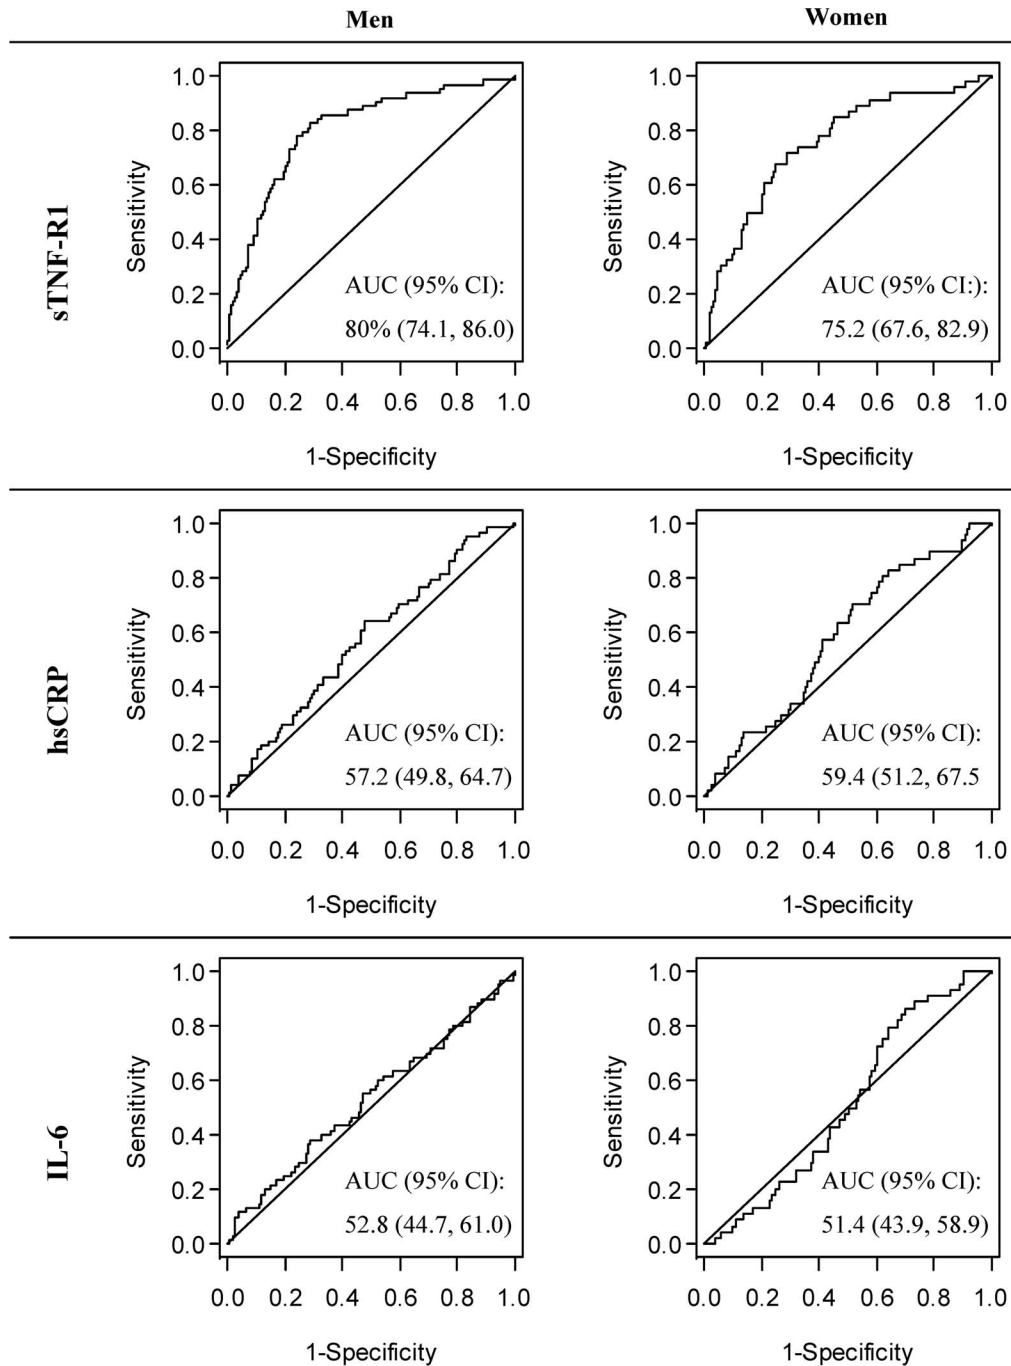 Men
Women
sTNF-R1
Sensitivity
1.0
0.8
0.6
0.4
0.2
0.0
AUC (95% CI):
80% (74.1, 86.0)
0.0 0.2 0.4 0.6 0.8 1.0
1-Specificity
Sensitivity
1.0
0.8
0.6
0.4
0.2
0.0
AUC (95% CI:):
75.2 (67.6, 82.9)
0.0 0.2 0.4 0.6 0.8 1.0
1-Specificity
hsCRP
Sensitivity
1.0
0.8
0.6
0.4
0.2
0.0
AUC (95% CI):
57.2 (49.8, 64.7)
0.0 0.2 0.4 0.6 0.8 1.0
1-Specificity
Sensitivity
1.0
0.8
0.6
0.4
0.2
0.0
AUC (95% CI):
59.4 (51.2, 67.5
0.0 0.2 0.4 0.6 0.8 1.0
1-Specificity
IL-6
Sensitivity
1.0
0.8
0.6
0.4
0.2
0.0
AUC (95% CI):
52.8 (44.7, 61.0)
0.0 0.2 0.4 0.6 0.8 1.0
1-Specificity
Sensitivity
1.0
0.8
0.6
0.4
0.2
0.0
AUC (95% CI):
51.4 (43.9, 58.9)
0.0 0.2 0.4 0.6 0.8 1.0
1-Specificity